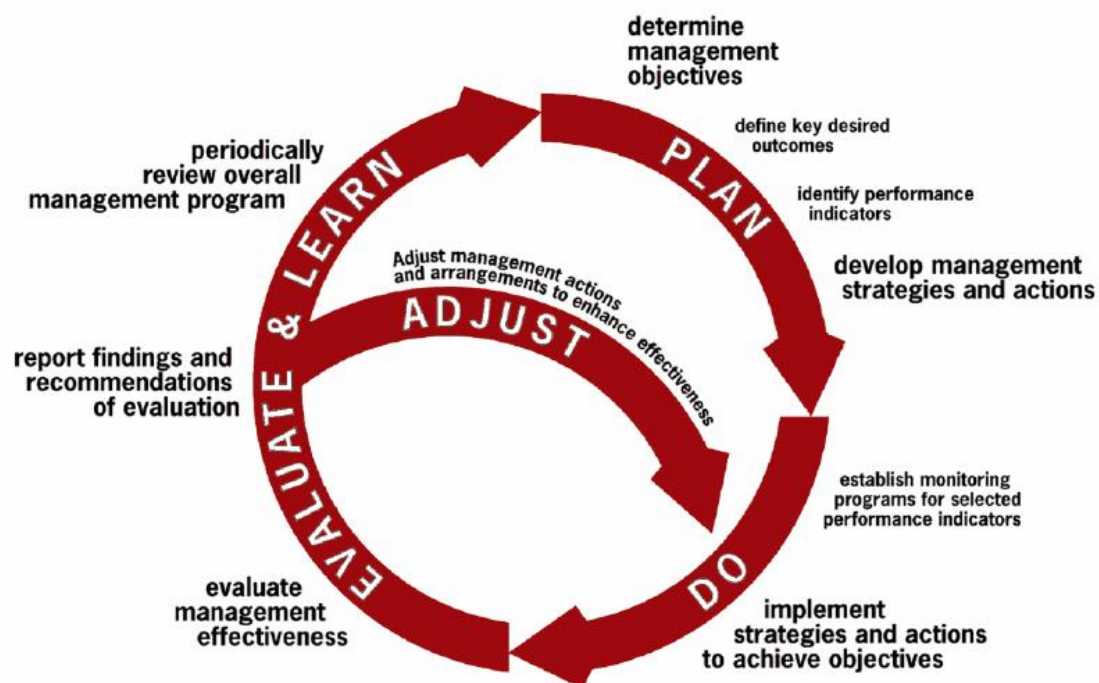 determine
management
objectives
define key desired
outcomes
PLAN
identify performance
indicators
develop management
strategies and actions
establish monitoring
programs for selected
performance indicators
DO
implement
strategies and actions
to achieve objectives
evaluate
management
effectiveness
EVALUATE & LEARN
report findings and
recommendations
of evaluation
periodically
review overall
management program
Adjust management actions
and arrangements to enhance effectiveness
ADJUST